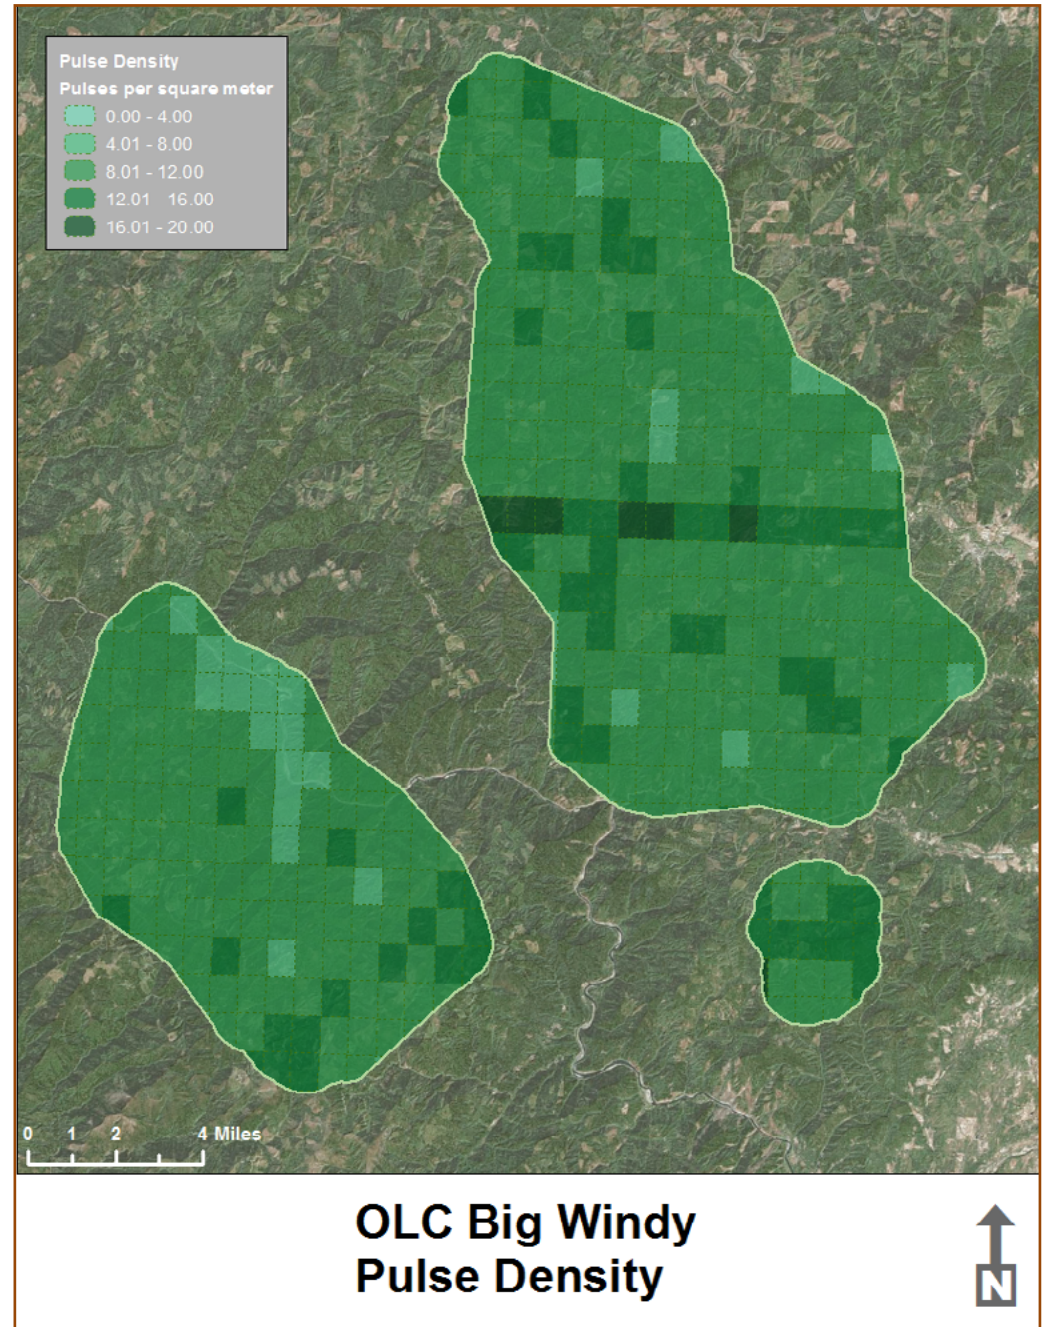 Pulse Density
Pulses per square meter
0.00 - 4.00
4.01 - 8.00
8.01 - 12.00
12.01 16.00
16.01 - 20.00
0 1 2 4 Miles
OLC Big Windy
Pulse Density
N